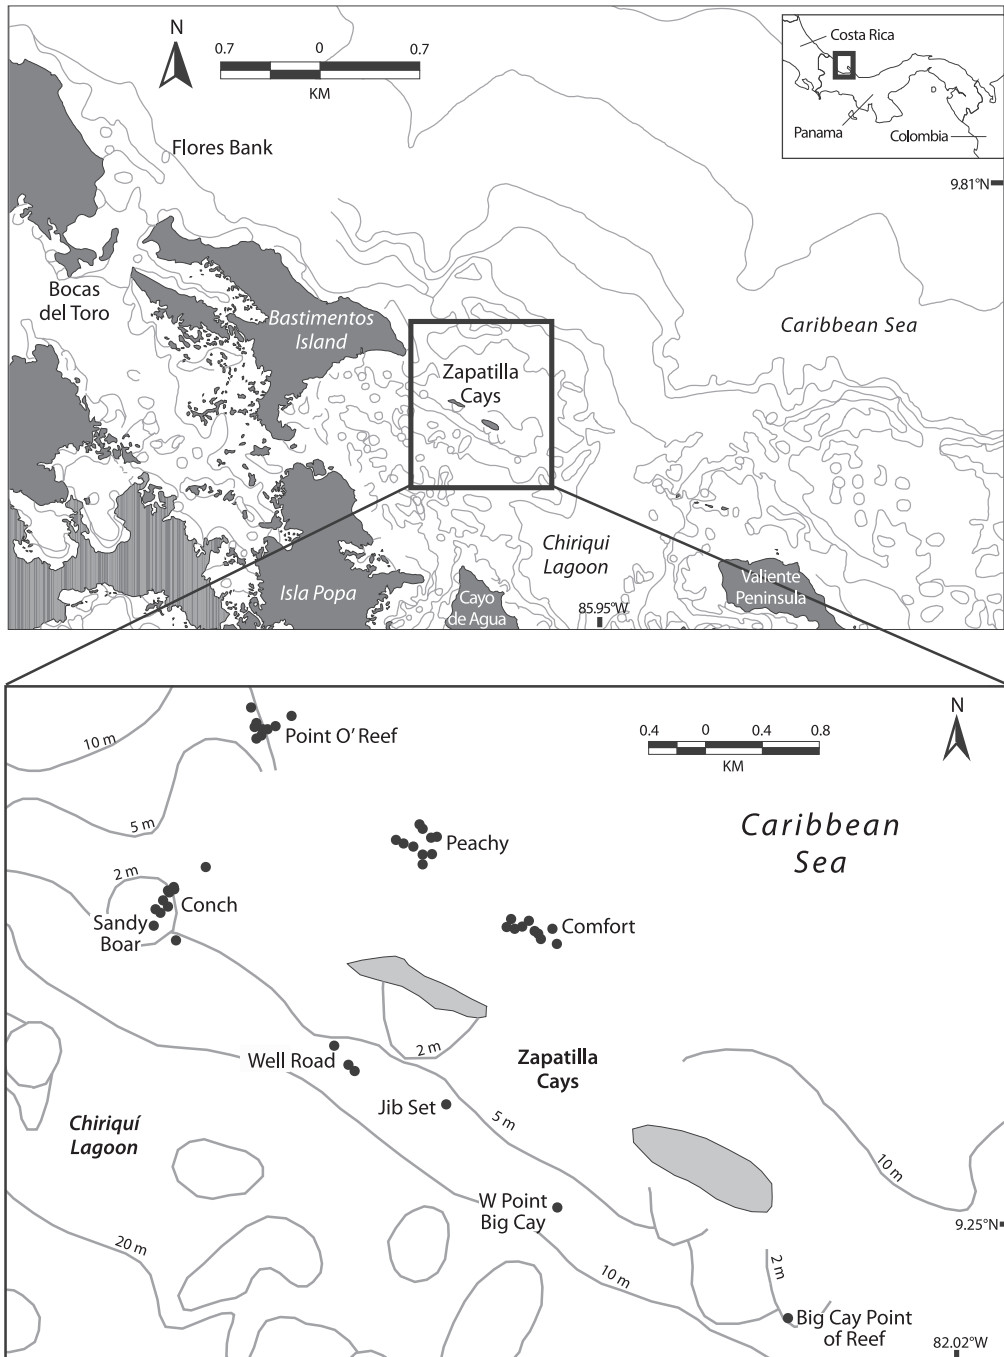 N
0.7 0 0.7
KM
Costa Rica
Panama
Colombia
9.81°N
Flores Bank
Bocas
del Toro
Bastimentos
Island
Caribbean Sea
Zapatilla
Cays
Chiriqui
Lagoon
Isla Popa
Cayo
de Agua
85.95°W
Valiente
Peninsula
N
0.4 0 0.4 0.8
KM
10 m
Point O' Reef
5 m
Peachy
Caribbean
Sea
2 m
Conch
Sandy
Boar
Comfort
2 m
Well Road
Zapatilla
Cays
Jib Set
5 m
Chiriquí
Lagoon
10 m
W Point
Big Cay
9.25°N
20 m
10 m
2 m
Big Cay Point
of Reef
82.02°W